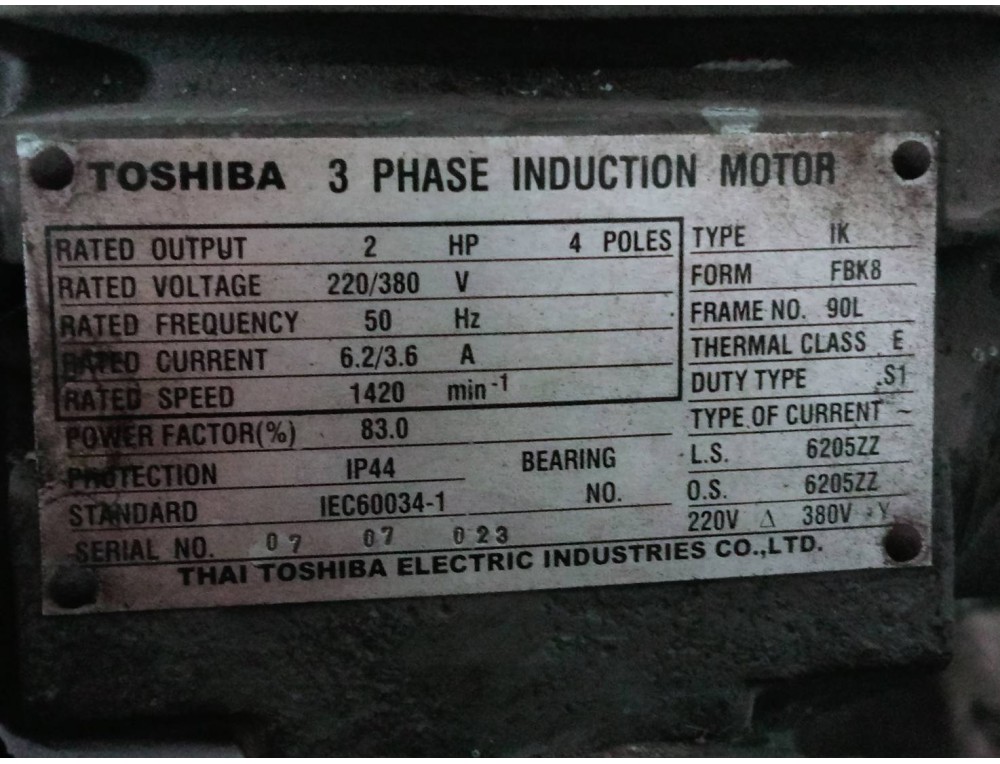 TOSHIBA 3 PHASE INDUCTION MOTOR
RATED OUTPUT 2 HP 4 POLES
RATED VOLTAGE 220/380 V
RATED FREQUENCY 50 Hz
RATED CURRENT 6.2/3.6 A
RATED SPEED 1420 min⁻¹
POWER FACTOR(%) 83.0
PROTECTION IP44 BEARING
STANDARD IEC60034-1 NO.
SERIAL NO. 07 07 023
TYPE IK
FORM FBK8
FRAME NO. 90L
THERMAL CLASS E
DUTY TYPE S1
TYPE OF CURRENT ~
L.S. 6205ZZ
O.S. 6205ZZ
220V Δ 380V Y
THAI TOSHIBA ELECTRIC INDUSTRIES CO.,LTD.